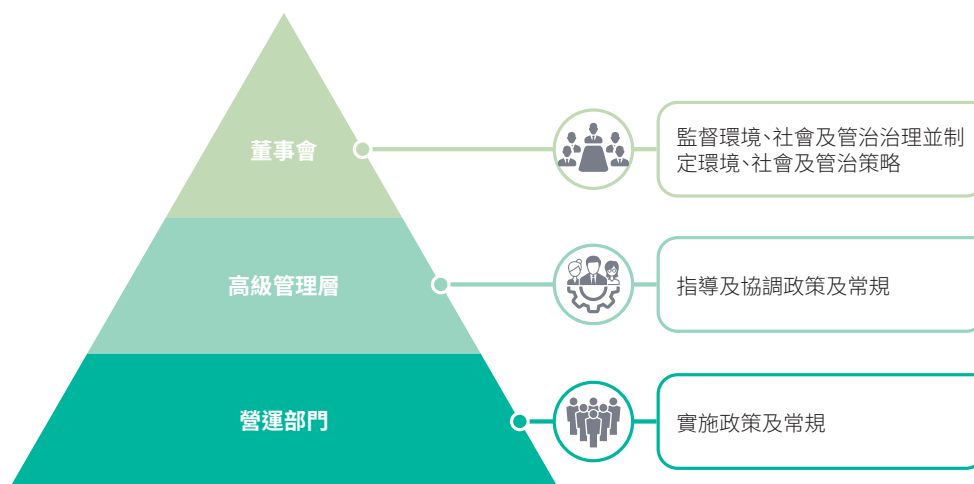 董事會
監督環境、社會及管治治理並制
定環境、社會及管治策略
高級管理層
指導及協調政策及常規
營運部門
實施政策及常規